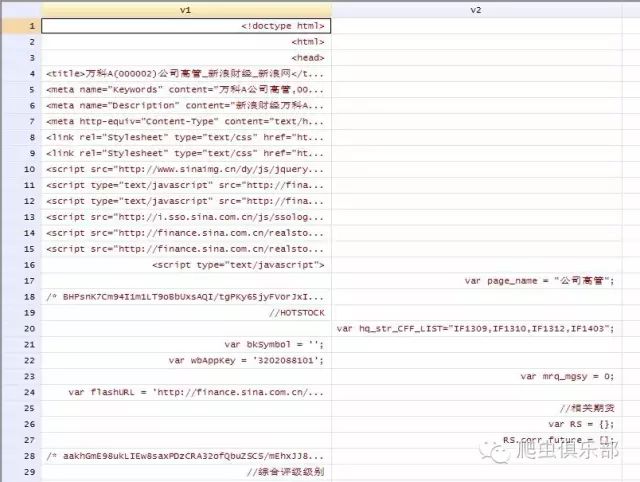 v1 v2
1 <!doctype html>
2 <html>
3 <head>
4 <title>万科A(000002)公司高管_新浪财经_新浪网</t...
5 <meta name="Keywords" content="万科A公司高管,00...
6 <meta name="Description" content="新浪财经万科A...
7 <meta http-equiv="Content-Type" content="text/h...
8 <link rel="Stylesheet" type="text/css" href="ht...
9 <link rel="Stylesheet" type="text/css" href="ht...
10 <script src="http://www.sinaimg.cn/dy/js/jquery...
11 <script type="text/javascript" src="http://fina...
12 <script type="text/javascript" src="http://fina...
13 <script src="http://i.sso.sina.com.cn/js/ssolog...
14 <script src="http://finance.sina.com.cn/realsto...
15 <script src="http://finance.sina.com.cn/realsto...
16 <script type="text/javascript">
17 var page_name = "公司高管";
18 /* BHPsnK7Cm94I1m1LT9oBbUxsAQI/tgPKy65jyFVorJxI...
19 //HOTSTOCK
20 var hq_str_CFF_LIST="IF1309,IF1310,IF1312,IF1403";
21 var bkSymbol = '';
22 var wbAppKey = '3202088101';
23 var mrq_mgsy = 0;
24 var flashURL = 'http://finance.sina.com.cn/...
25 //相关期货
26 var RS = {};
27 RS.corr_future = [];
28 /* aakhGmE98ukLIEw8saxPDzCRA32ofQbuZSCS/mEhxJJ8...
29 //综合评级级别
爬虫俱乐部